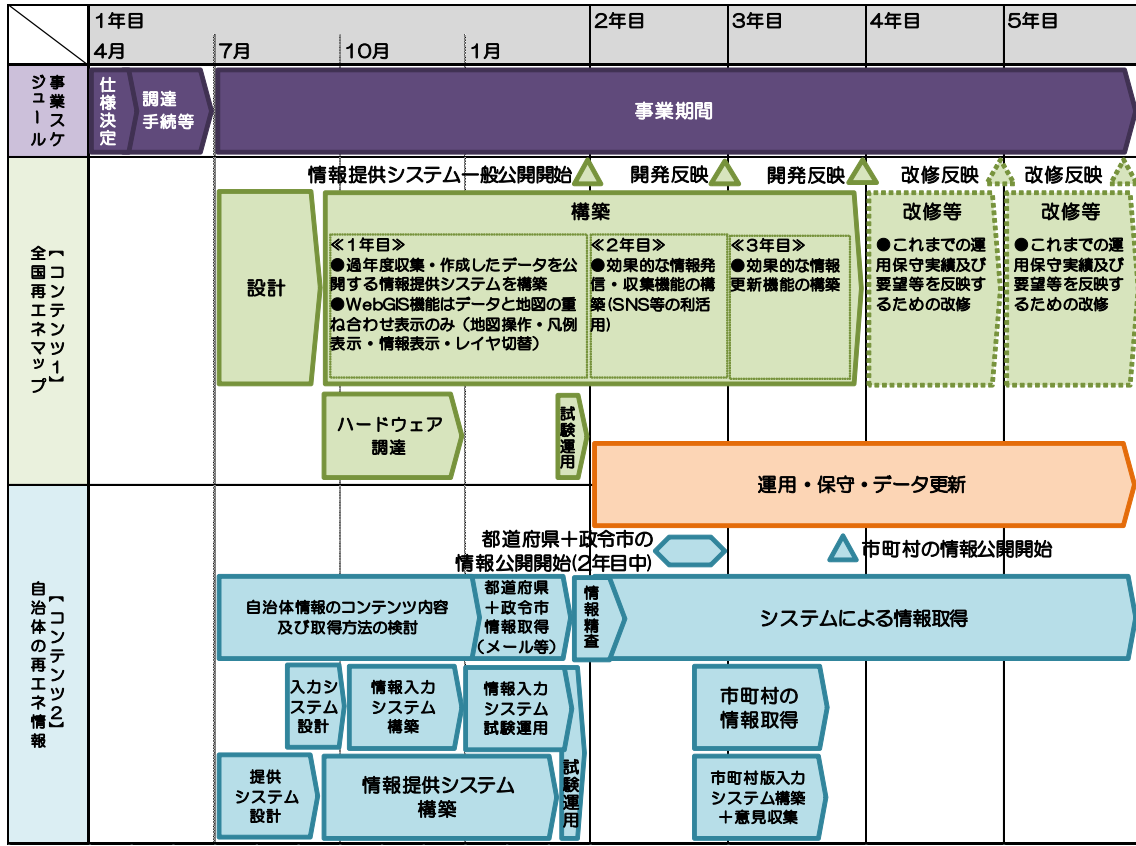 1年目
2年目
3年目
4年目
5年目
4月
7月
10月
1月
事業スケ
ジュール
仕様決定
調達
手続等
事業期間
【コンテンツ1】
全国再エネマップ
情報提供システム一般公開開始
開発反映
開発反映
改修反映
改修反映
設計
構築
≪1年目≫
●過年度収集・作成したデータを公
開する情報提供システムを構築
●WebGIS機能はデータと地図の重
ね合わせ表示のみ（地図操作・凡例
表示・情報表示・レイヤ切替）
≪2年目≫
●効果的な情報発
信・収集機能の構
築(SNS等の利活
用)
≪3年目≫
●効果的な情報
更新機能の構築
改修等
●これまでの運
用保守実績及び
要望等を反映す
るための改修
改修等
●これまでの運
用保守実績及び
要望等を反映す
るための改修
ハードウェア
調達
試験運用
運用・保守・データ更新
【コンテンツ2】
自治体の再エネ情報
都道府県＋政令市の
情報公開開始(2年目中)
市町村の情報公開開始
自治体情報のコンテンツ内容
及び取得方法の検討
都道府県
＋政令市
情報取得
（メール等）
情報精査
システムによる情報取得
入力シ
ステム
設計
情報入力
システム
構築
情報入力
システム
試験運用
市町村の
情報取得
提供
システム
設計
情報提供システム
構築
試験運用
市町村版入力
システム構築
＋意見収集